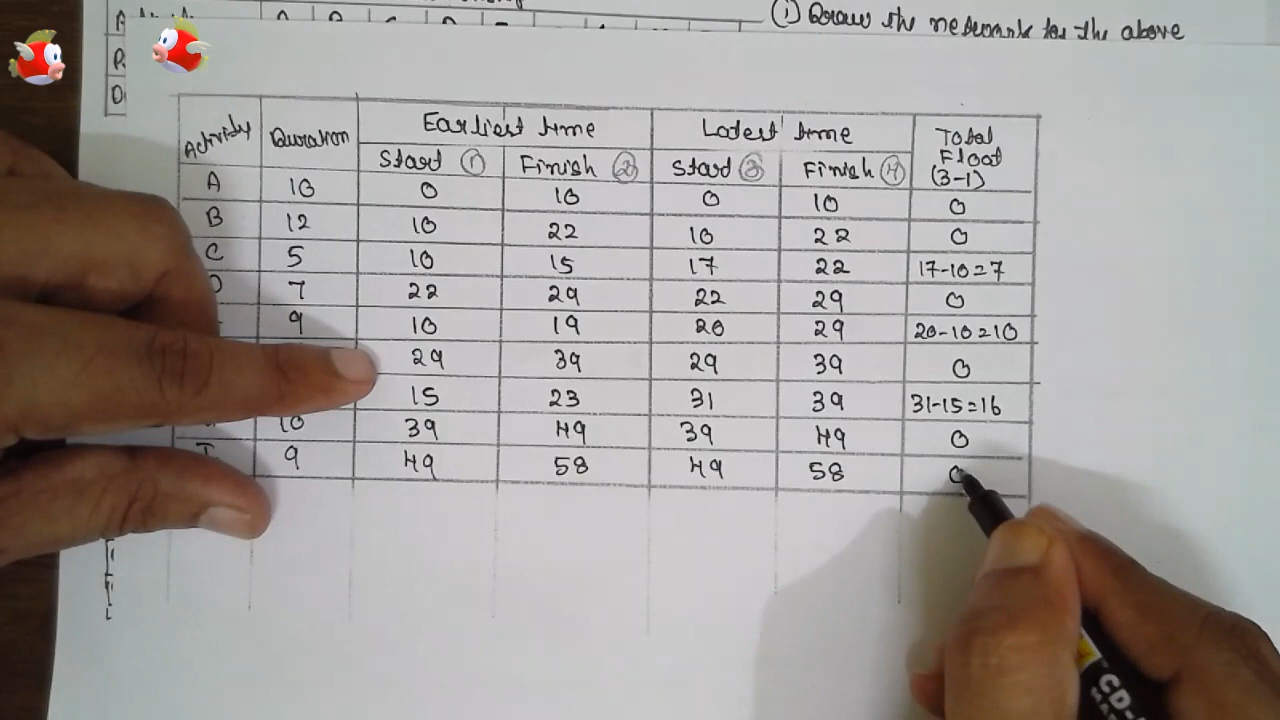 (i) Draw the network for the above
A
D
Activity Duration Earliest time Latest time Total Float (3-1)
Start ① Finish ② Start ③ Finish ④
A 10 0 10 0 10 0
B 12 10 22 10 22 0
C 5 10 15 17 22 17-10=7
D 7 22 29 22 29 0
9 10 19 20 29 20-10=10
29 39 29 39 0
15 23 31 39 31-15=16
10 39 49 39 49 0
I 9 49 58 49 58 0
CD-
MA